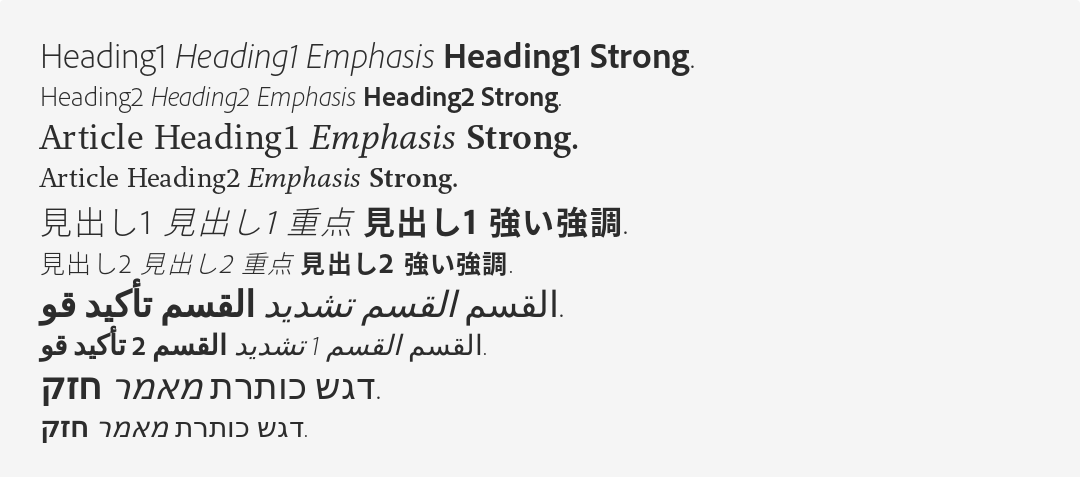 Heading1 Heading1 Emphasis Heading1 Strong.
Heading2 Heading2 Emphasis Heading2 Strong.
Article Heading1 Emphasis Strong.
Article Heading2 Emphasis Strong.
見出し1 見出し1 重点 見出し1 強い強調.
見出し2 見出し2 重点 見出し2 強い強調.
القسم القسم تشديد القسم تأكيد قو.
القسم القسم 1 تشديد القسم 2 تأكيد قو.
דגש כותרת מאמר חזק.
דגש כותרת מאמר חזק.